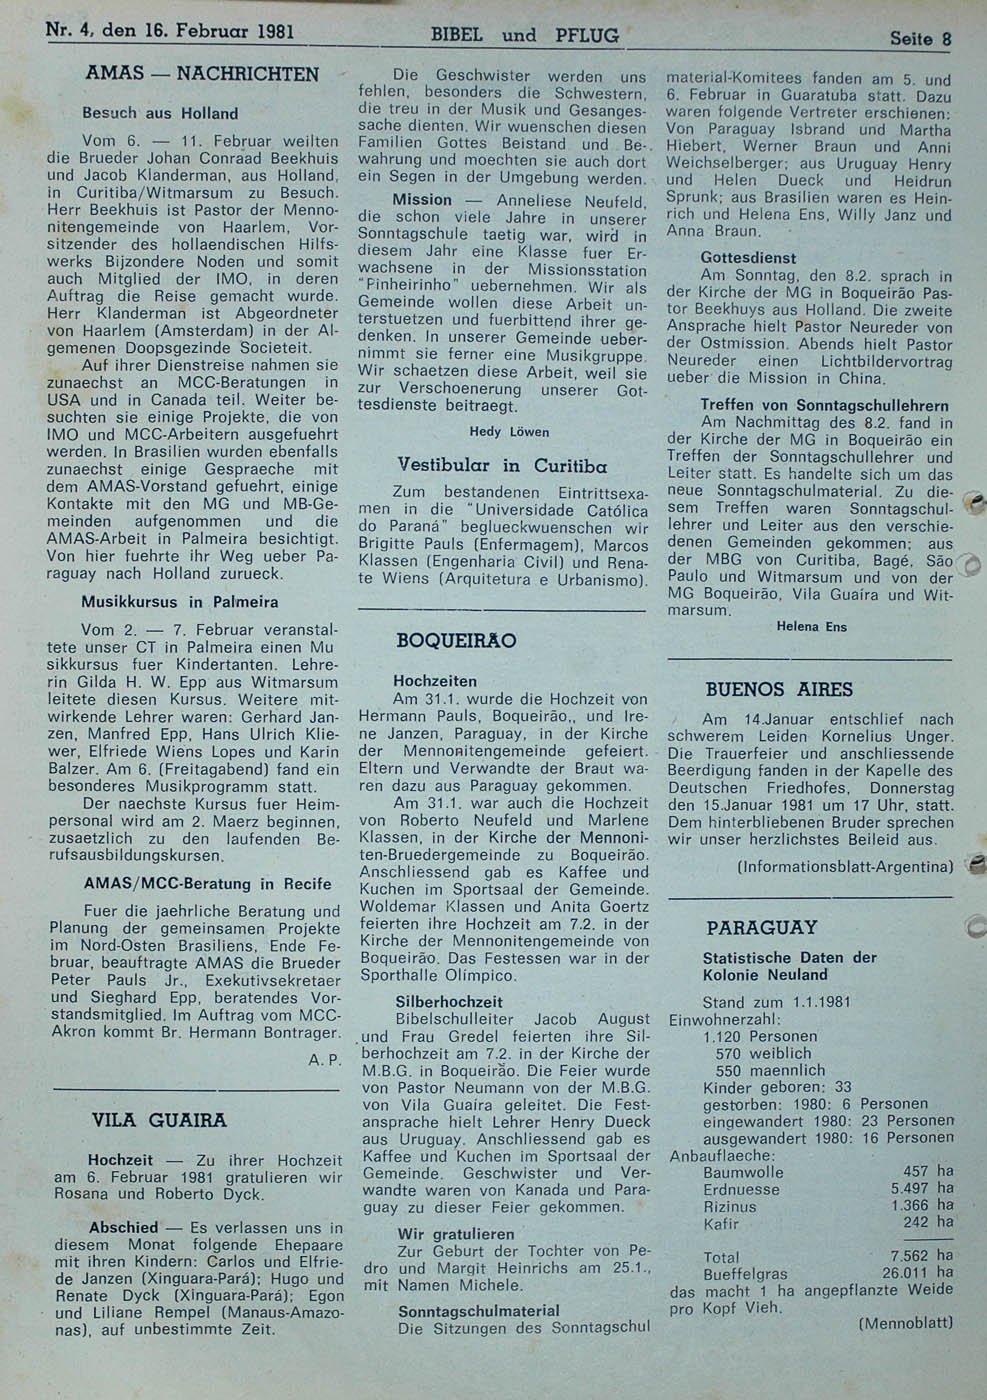 Nr. 4, den 16. Februar 1981
BIBEL und PFLUG
Seite 8
AMAS — NACHRICHTEN
Besuch aus Holland
Vom 6. — 11. Februar weilten
die Brueder Johan Conraad Beekhuis
und Jacob Klanderman, aus Holland,
in Curitiba/Witmarsum zu Besuch.
Herr Beekhuis ist Pastor der Menno-
nitengemeinde von Haarlem, Vor-
sitzender des hollaendischen Hilfs-
werks Bijzondere Noden und somit
auch Mitglied der IMO, in deren
Auftrag die Reise gemacht wurde.
Herr Klanderman ist Abgeordneter
von Haarlem (Amsterdam) in der Al-
gemenen Doopsgezinde Societeit.
Auf ihrer Dienstreise nahmen sie
zunaechst an MCC-Beratungen in
USA und in Canada teil. Weiter be-
suchten sie einige Projekte, die von
IMO und MCC-Arbeitern ausgefuehrt
werden. In Brasilien wurden ebenfalls
zunaechst einige Gespraeche mit
dem AMAS-Vorstand gefuehrt, einige
Kontakte mit den MG und MB-Ge-
meinden aufgenommen und die
AMAS-Arbeit in Palmeira besichtigt.
Von hier fuehrte ihr Weg ueber Pa-
raguay nach Holland zurueck.
Musikkursus in Palmeira
Vom 2. — 7. Februar veranstal-
tete unser CT in Palmeira einen Mu
sikkursus fuer Kindertanten. Lehre-
rin Gilda H. W. Epp aus Witmarsum
leitete diesen Kursus. Weitere mit-
wirkende Lehrer waren: Gerhard Jan-
zen, Manfred Epp, Hans Ulrich Klie-
wer, Elfriede Wiens Lopes und Karin
Balzer. Am 6. (Freitagabend) fand ein
besonderes Musikprogramm statt.
Der naechste Kursus fuer Heim-
personal wird am 2. Maerz beginnen,
zusaetzlich zu den laufenden Be-
rufsausbildungskursen.
AMAS/MCC-Beratung in Recife
Fuer die jaehrliche Beratung und
Planung der gemeinsamen Projekte
im Nord-Osten Brasiliens, Ende Fe-
bruar, beauftragte AMAS die Brueder
Peter Pauls Jr., Exekutivsekretaer
und Sieghard Epp, beratendes Vor-
standsmitglied. Im Auftrag vom MCC-
Akron kommt Br. Hermann Bontrager.
A. P.
VILA GUAIRA
Hochzeit — Zu ihrer Hochzeit
am 6. Februar 1981 gratulieren wir
Rosana und Roberto Dyck.
Abschied — Es verlassen uns in
diesem Monat folgende Ehepaare
mit ihren Kindern: Carlos und Elfrie-
de Janzen (Xinguara-Pará); Hugo und
Renate Dyck (Xinguara-Pará); Egon
und Liliane Rempel (Manaus-Amazo-
nas), auf unbestimmte Zeit.
Die Geschwister werden uns
fehlen, besonders die Schwestern,
die treu in der Musik und Gesanges-
sache dienten. Wir wuenschen diesen
Familien Gottes Beistand und Be-
wahrung und moechten sie auch dort
ein Segen in der Umgebung werden.
Mission — Anneliese Neufeld,
die schon viele Jahre in unserer
Sonntagschule taetig war, wird in
diesem Jahr eine Klasse fuer Er-
wachsene in der Missionsstation
"Pinheirinho" uebernehmen. Wir als
Gemeinde wollen diese Arbeit un-
terstuetzen und fuerbittend ihrer ge-
denken. In unserer Gemeinde ueber-
nimmt sie ferner eine Musikgruppe.
Wir schaetzen diese Arbeit, weil sie
zur Verschoenerung unserer Got-
tesdienste beitraegt.
Hedy Löwen
Vestibular in Curitiba
Zum bestandenen Eintrittsexa-
men in die "Universidade Católica
do Paraná" beglueckwuenschen wir
Brigitte Pauls (Enfermagem), Marcos
Klassen (Engenharia Civil) und Rena-
te Wiens (Arquitetura e Urbanismo).
BOQUEIRÃO
Hochzeiten
Am 31.1. wurde die Hochzeit von
Hermann Pauls, Boqueirão,, und Ire-
ne Janzen, Paraguay, in der Kirche
der Mennonitengemeinde gefeiert.
Eltern und Verwandte der Braut wa-
ren dazu aus Paraguay gekommen.
Am 31.1. war auch die Hochzeit
von Roberto Neufeld und Marlene
Klassen, in der Kirche der Mennoni-
ten-Bruedergemeinde zu Boqueirão.
Anschliessend gab es Kaffee und
Kuchen im Sportsaal der Gemeinde.
Woldemar Klassen und Anita Goertz
feierten ihre Hochzeit am 7.2. in der
Kirche der Mennonitengemeinde von
Boqueirão. Das Festessen war in der
Sporthalle Olímpico.
Silberhochzeit
Bibelschulleiter Jacob August
und Frau Gredel feierten ihre Sil-
berhochzeit am 7.2. in der Kirche der
M.B.G. in Boqueirão. Die Feier wurde
von Pastor Neumann von der M.B.G.
von Vila Guaíra geleitet. Die Fest-
ansprache hielt Lehrer Henry Dueck
aus Uruguay. Anschliessend gab es
Kaffee und Kuchen im Sportsaal der
Gemeinde. Geschwister und Ver-
wandte waren von Kanada und Para-
guay zu dieser Feier gekommen.
Wir gratulieren
Zur Geburt der Tochter von Pe-
dro und Margit Heinrichs am 25.1.,
mit Namen Michele.
Sonntagschulmaterial
Die Sitzungen des Sonntagschul
material-Komitees fanden am 5. und
6. Februar in Guaratuba statt. Dazu
waren folgende Vertreter erschienen:
Von Paraguay Isbrand und Martha
Hiebert, Werner Braun und Anni
Weichselberger; aus Uruguay Henry
und Helen Dueck und Heidrun
Sprunk; aus Brasilien waren es Hein-
rich und Helena Ens, Willy Janz und
Anna Braun.
Gottesdienst
Am Sonntag, den 8.2. sprach in
der Kirche der MG in Boqueirão Pas-
tor Beekhuys aus Holland. Die zweite
Ansprache hielt Pastor Neureder von
der Ostmission. Abends hielt Pastor
Neureder einen Lichtbildervortrag
ueber die Mission in China.
Treffen von Sonntagschullehrern
Am Nachmittag des 8.2. fand in
der Kirche der MG in Boqueirão ein
Treffen der Sonntagschullehrer und
Leiter statt. Es handelte sich um das
neue Sonntagschulmaterial. Zu die-
sem Treffen waren Sonntagschul-
lehrer und Leiter aus den verschie-
denen Gemeinden gekommen; aus
der MBG von Curitiba, Bagé, São
Paulo und Witmarsum und von der
MG Boqueirão, Vila Guaíra und Wit-
marsum.
Helena Ens
BUENOS AIRES
Am 14.Januar entschlief nach
schwerem Leiden Kornelius Unger.
Die Trauerfeier und anschliessende
Beerdigung fanden in der Kapelle des
Deutschen Friedhofes, Donnerstag
den 15.Januar 1981 um 17 Uhr, statt.
Dem hinterbliebenen Bruder sprechen
wir unser herzlichstes Beileid aus.
(Informationsblatt-Argentina)
PARAGUAY
Statistische Daten der
Kolonie Neuland
Stand zum 1.1.1981
Einwohnerzahl:
1.120 Personen
570 weiblich
550 maennlich
Kinder geboren: 33
gestorben: 1980: 6 Personen
eingewandert 1980: 23 Personen
ausgewandert 1980: 16 Personen
Anbauflaeche:
Baumwolle 457 ha
Erdnuesse 5.497 ha
Rizinus 1.366 ha
Kafir 242 ha
Total 7.562 ha
Bueffelgras 26.011 ha
das macht 1 ha angepflanzte Weide
pro Kopf Vieh.
(Mennoblatt)